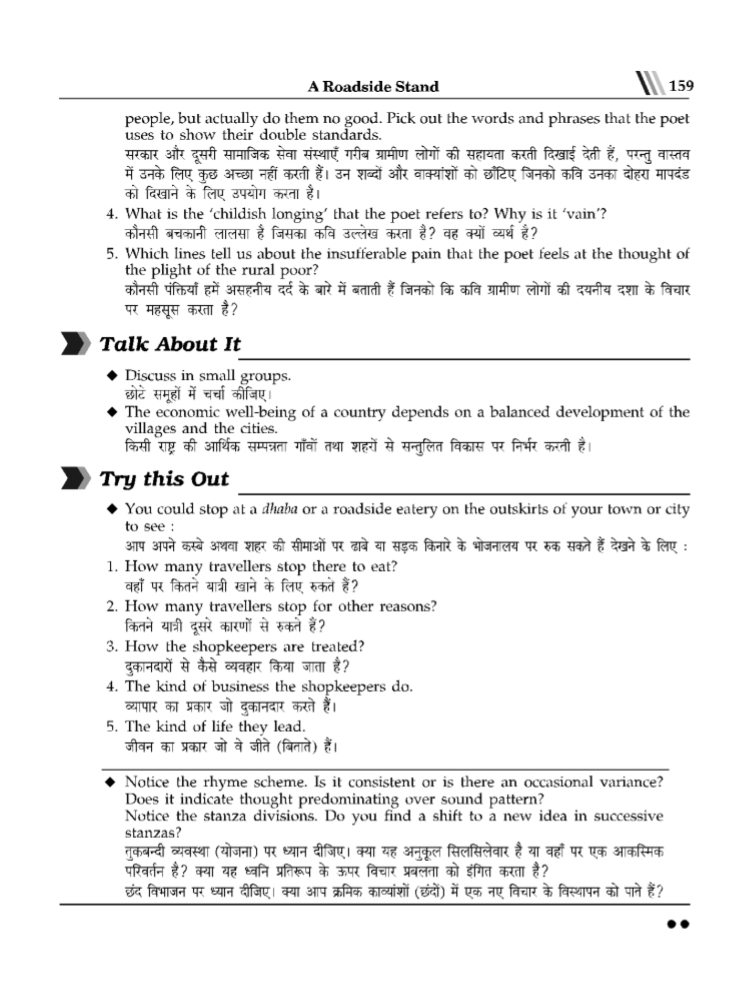 A Roadside Stand 159
people, but actually do them no good. Pick out the words and phrases that the poet
uses to show their double standards.
सरकार और दूसरी सामाजिक सेवा संस्थाएँ गरीब ग्रामीण लोगों की सहायता करती दिखाई देती हैं, परन्तु वास्तव
में उनके लिए कुछ अच्छा नहीं करती हैं। उन शब्दों और वाक्यांशों को छाँटिए जिनको कवि उनका दोहरा मापदंड
को दिखाने के लिए उपयोग करता है।
4. What is the ‘childish longing’ that the poet refers to? Why is it ‘vain’?
कौनसी बचकानी लालसा है जिसका कवि उल्लेख करता है? वह क्यों व्यर्थ है?
5. Which lines tell us about the insufferable pain that the poet feels at the thought of
the plight of the rural poor?
कौनसी पंक्तियाँ हमें असहनीय दर्द के बारे में बताती हैं जिनको कि कवि ग्रामीण लोगों की दयनीय दशा के विचार
पर महसूस करता है?
Talk About It
◆ Discuss in small groups.
छोटे समूहों में चर्चा कीजिए।
◆ The economic well-being of a country depends on a balanced development of the
villages and the cities.
किसी राष्ट्र की आर्थिक सम्पन्नता गाँवों तथा शहरों से सन्तुलित विकास पर निर्भर करती है।
Try this Out
◆ You could stop at a dhaba or a roadside eatery on the outskirts of your town or city
to see :
आप अपने कस्बे अथवा शहर की सीमाओं पर ढाबे या सड़क किनारे के भोजनालय पर रुक सकते हैं देखने के लिए :
1. How many travellers stop there to eat?
वहाँ पर कितने यात्री खाने के लिए रुकते हैं?
2. How many travellers stop for other reasons?
कितने यात्री दूसरे कारणों से रुकते हैं?
3. How the shopkeepers are treated?
दुकानदारों से कैसे व्यवहार किया जाता है?
4. The kind of business the shopkeepers do.
व्यापार का प्रकार जो दुकानदार करते हैं।
5. The kind of life they lead.
जीवन का प्रकार जो वे जीते (बिताते) हैं।
◆ Notice the rhyme scheme. Is it consistent or is there an occasional variance?
Does it indicate thought predominating over sound pattern?
Notice the stanza divisions. Do you find a shift to a new idea in successive
stanzas?
तुकबन्दी व्यवस्था (योजना) पर ध्यान दीजिए। क्या यह अनुकूल सिलसिलेवार है या वहाँ पर एक आकस्मिक
परिवर्तन है? क्या यह ध्वनि प्रतिरूप के ऊपर विचार प्रबलता को इंगित करता है?
छंद विभाजन पर ध्यान दीजिए। क्या आप क्रमिक काव्यांशों (छंदों) में एक नए विचार के विस्थापन को पाते हैं?